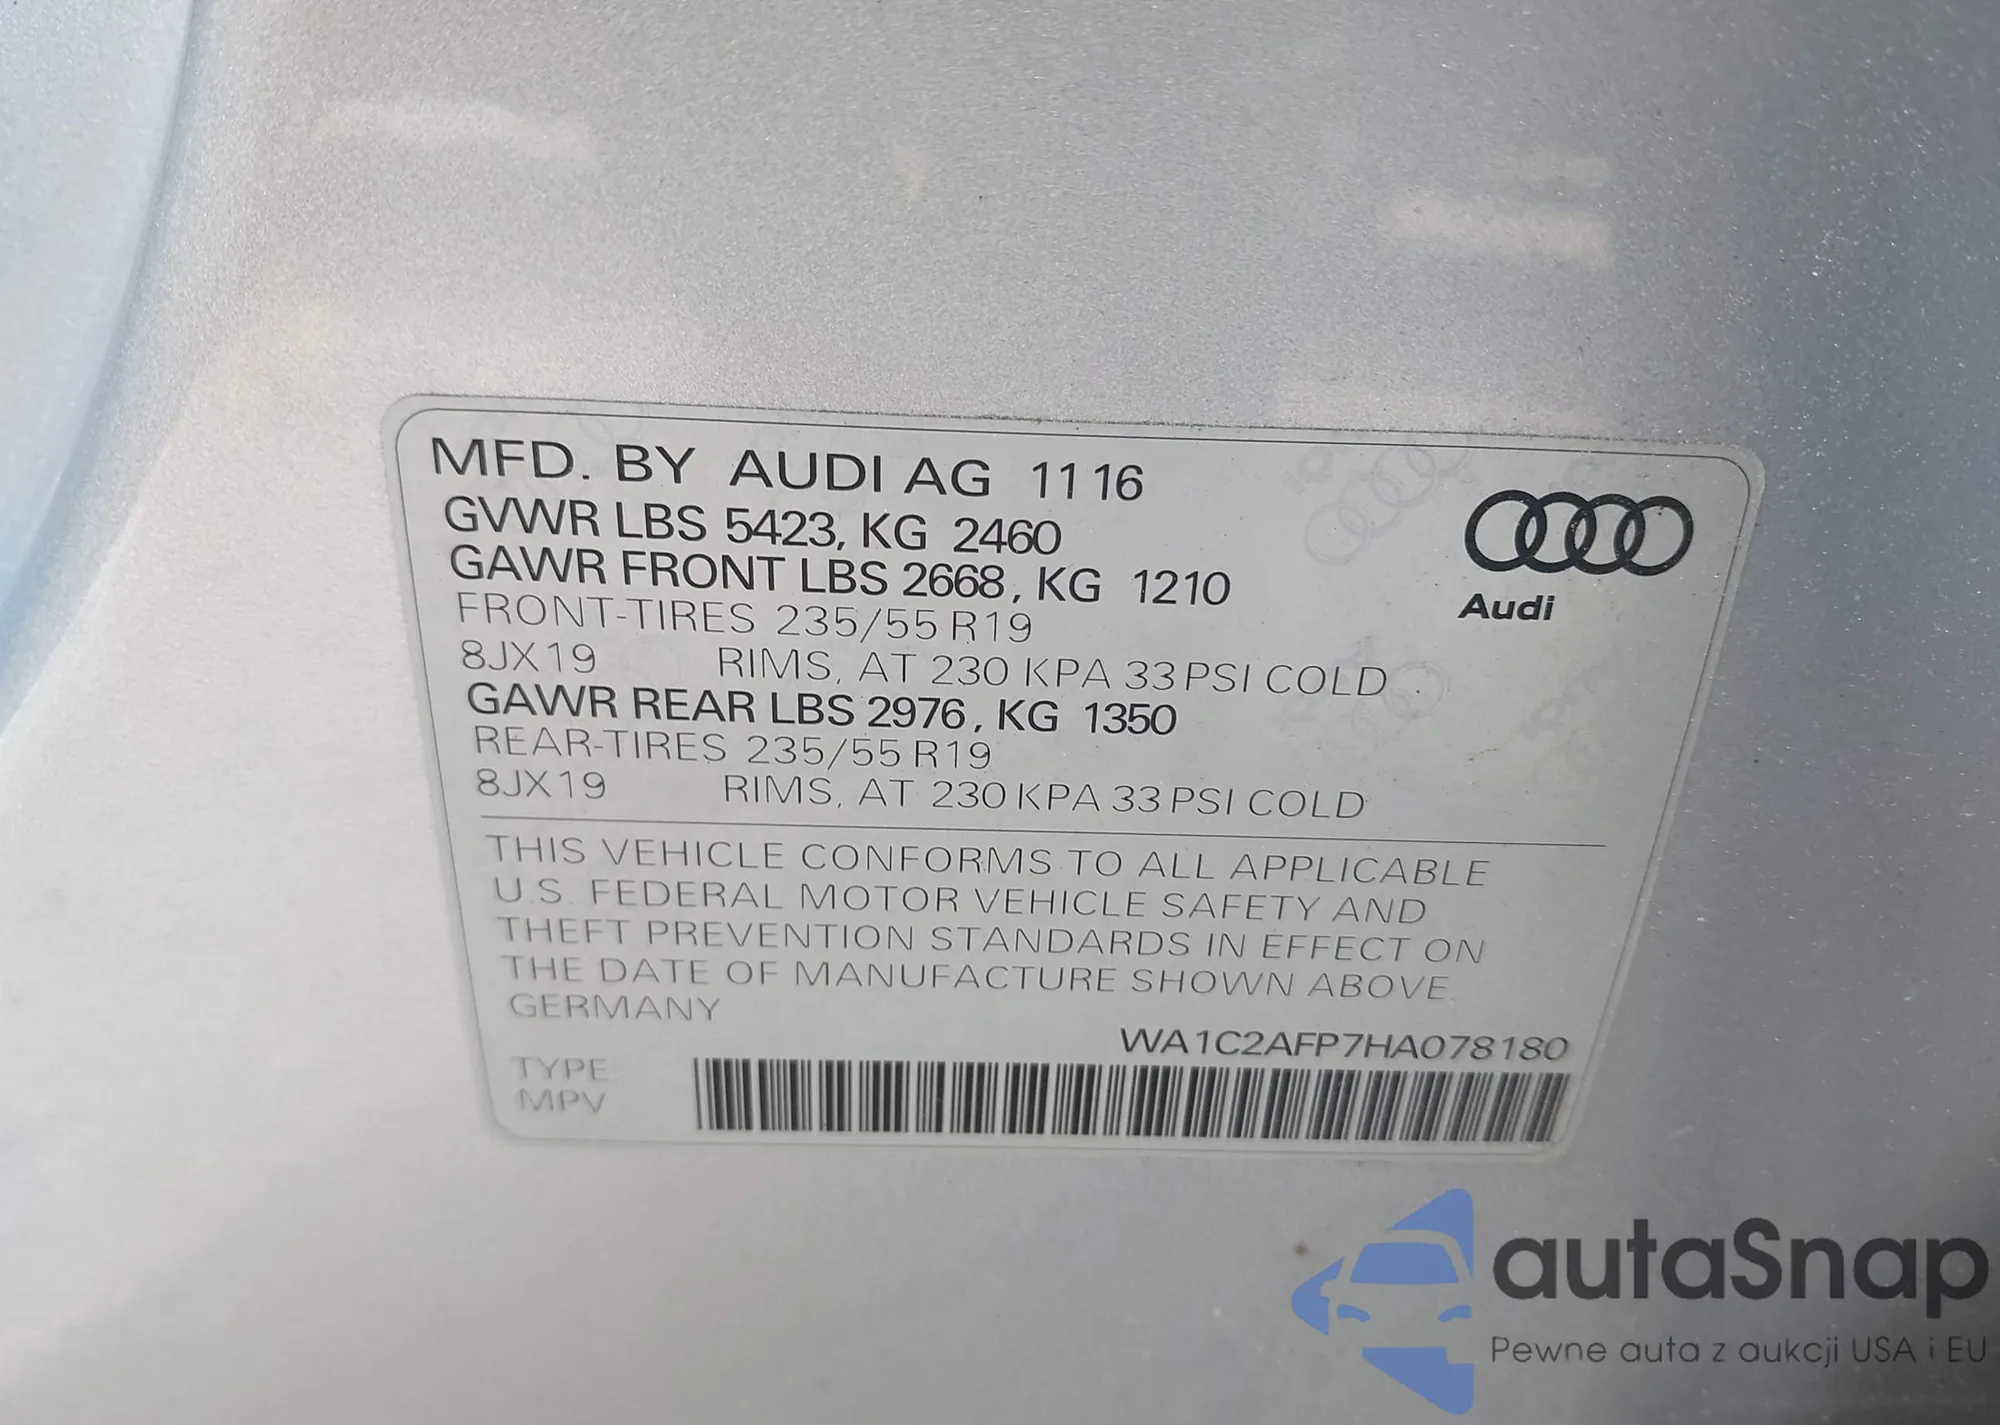 MFD. BY AUDI AG 11 16
GVWR LBS 5423, KG 2460
GAWR FRONT LBS 2668, KG 1210
FRONT-TIRES 235/55 R19
8JX19 RIMS, AT 230 KPA 33 PSI COLD
GAWR REAR LBS 2976, KG 1350
REAR-TIRES 235/55 R19
8JX19 RIMS, AT 230 KPA 33 PSI COLD
Audi
THIS VEHICLE CONFORMS TO ALL APPLICABLE
U.S. FEDERAL MOTOR VEHICLE SAFETY AND
THEFT PREVENTION STANDARDS IN EFFECT ON
THE DATE OF MANUFACTURE SHOWN ABOVE.
GERMANY
WA1C2AFP7HA078180
TYPE
MPV
autaSnap
Pewne auta z aukcji USA i EU